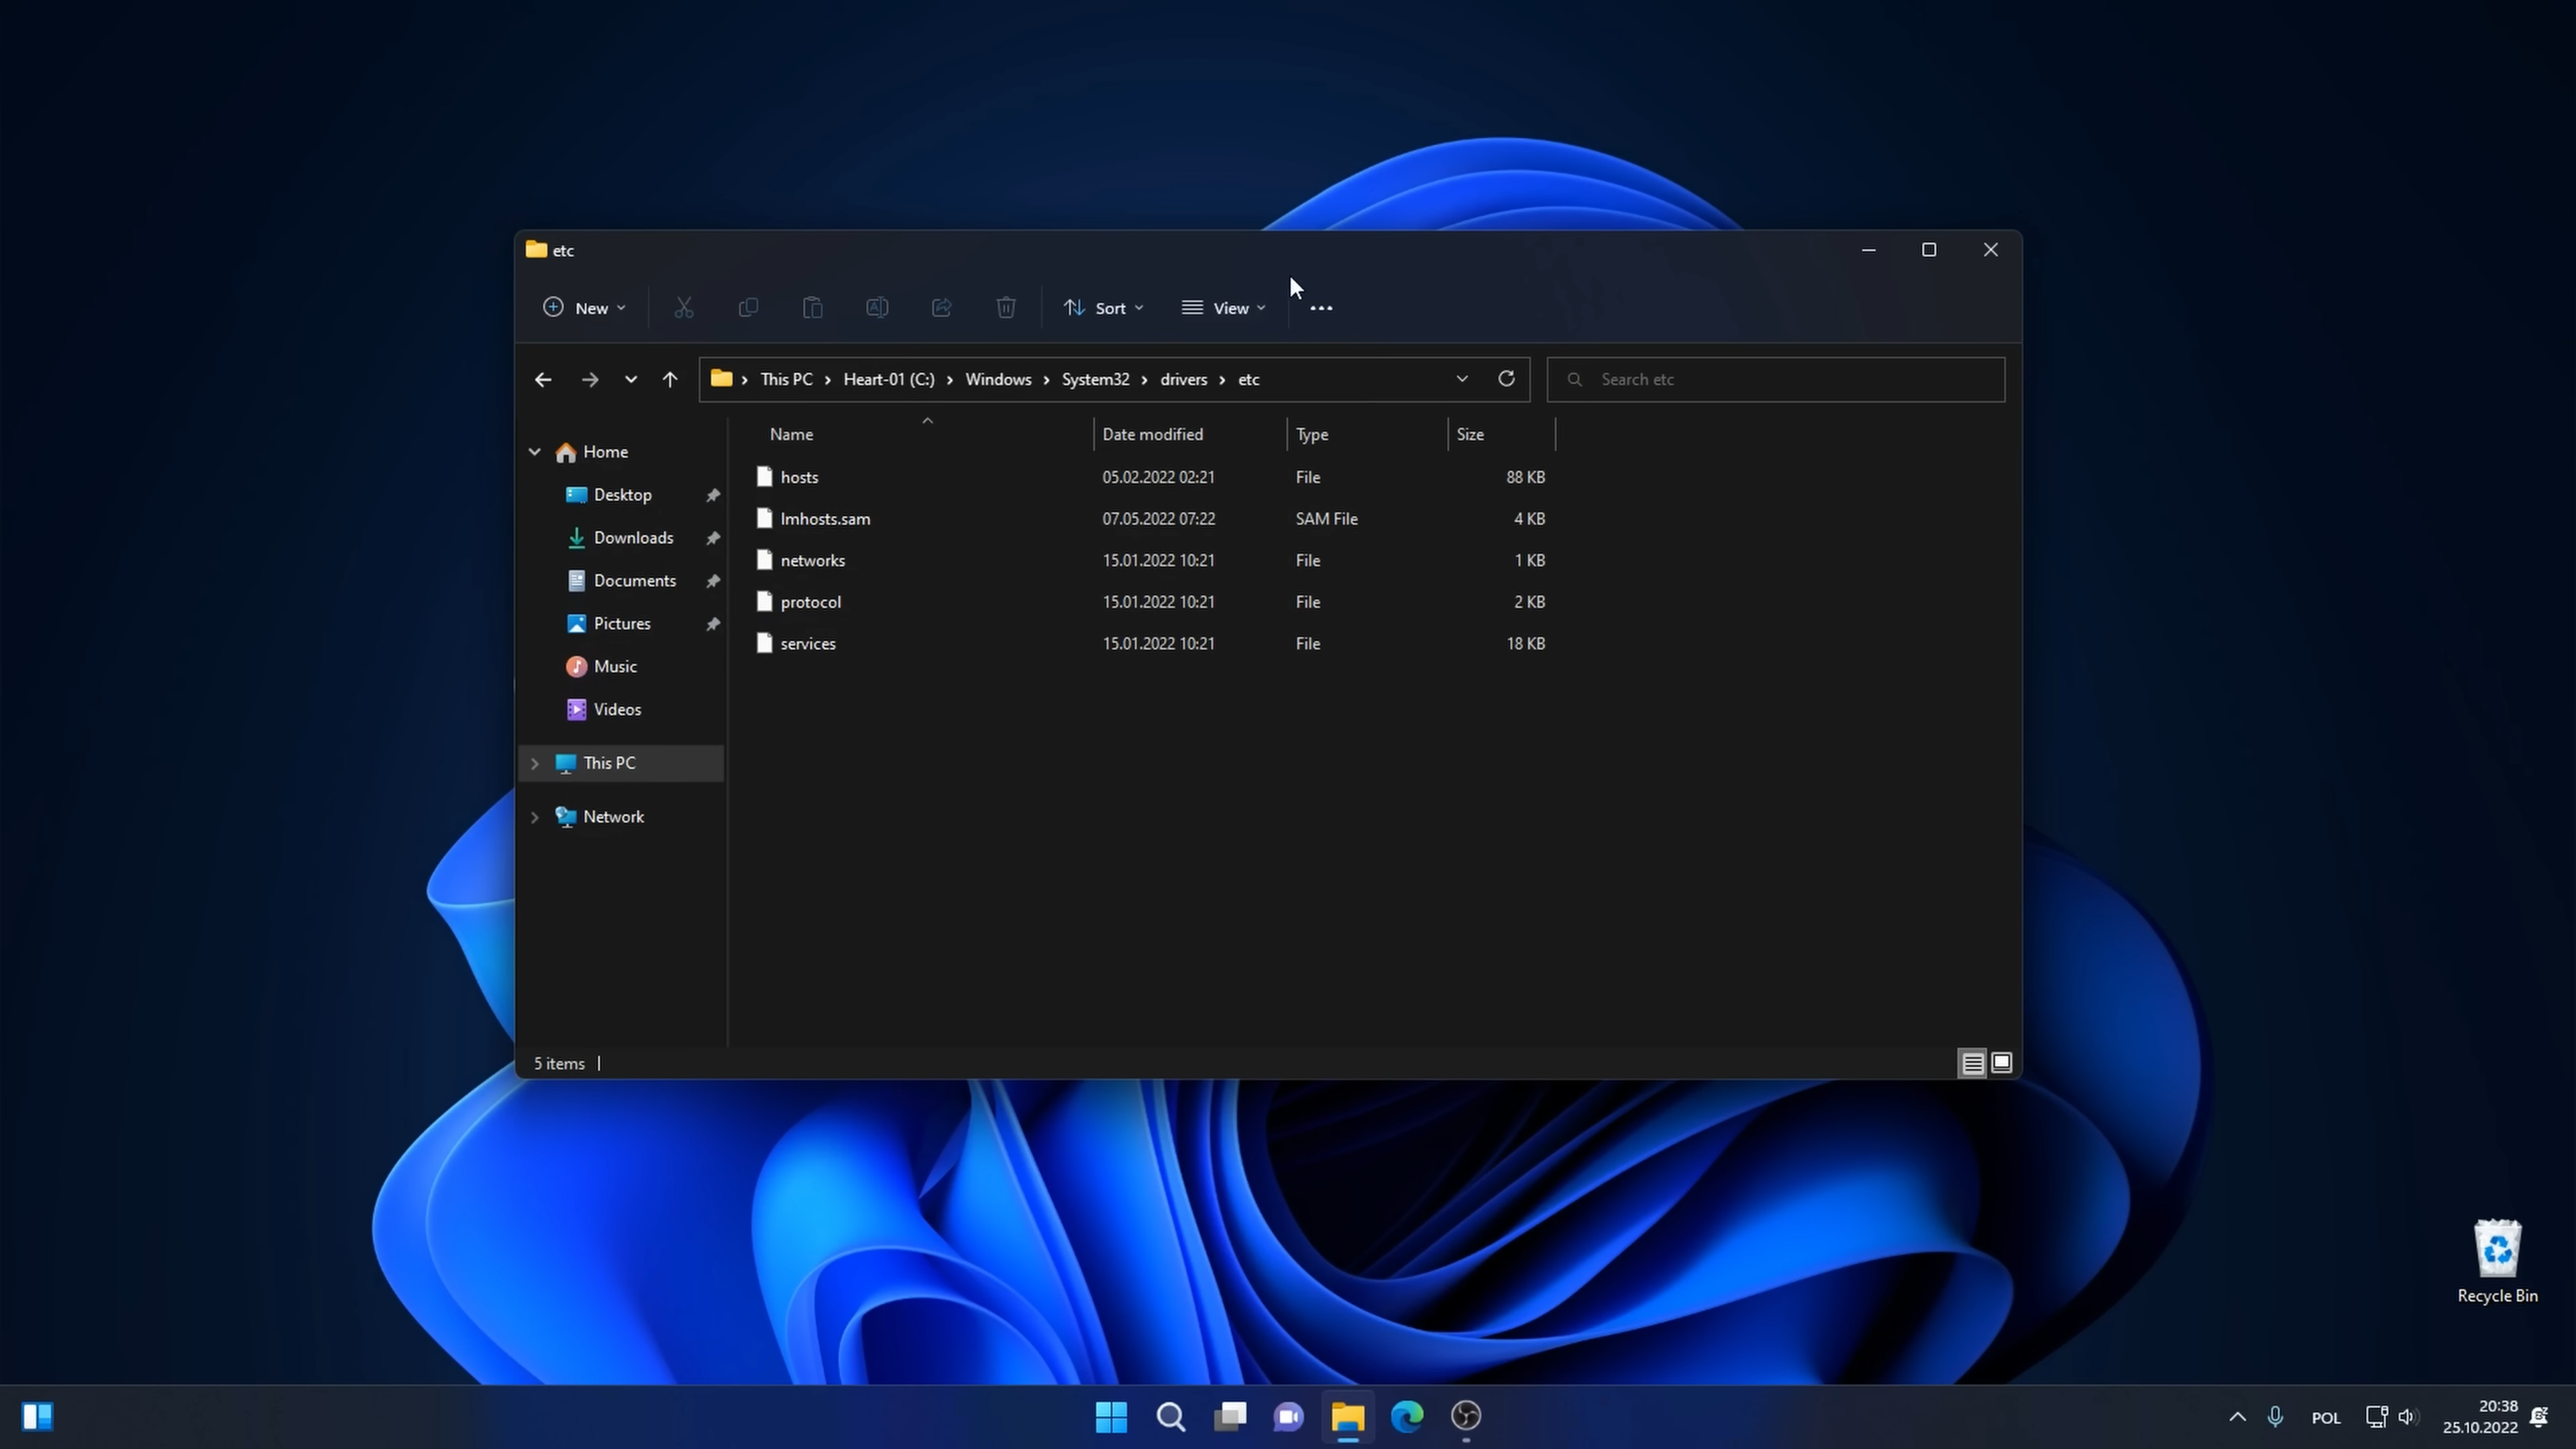 etc
New Sort View
This PC Heart-01 (C:) Windows System32 drivers etc
Search etc
Name Date modified Type Size
Home
Desktop
Downloads
Documents
Pictures
Music
Videos
This PC
Network
hosts 05.02.2022 02:21 File 88 KB
lmhosts.sam 07.05.2022 07:22 SAM File 4 KB
networks 15.01.2022 10:21 File 1 KB
protocol 15.01.2022 10:21 File 2 KB
services 15.01.2022 10:21 File 18 KB
5 items
Recycle Bin
POL
20:38
25.10.2022